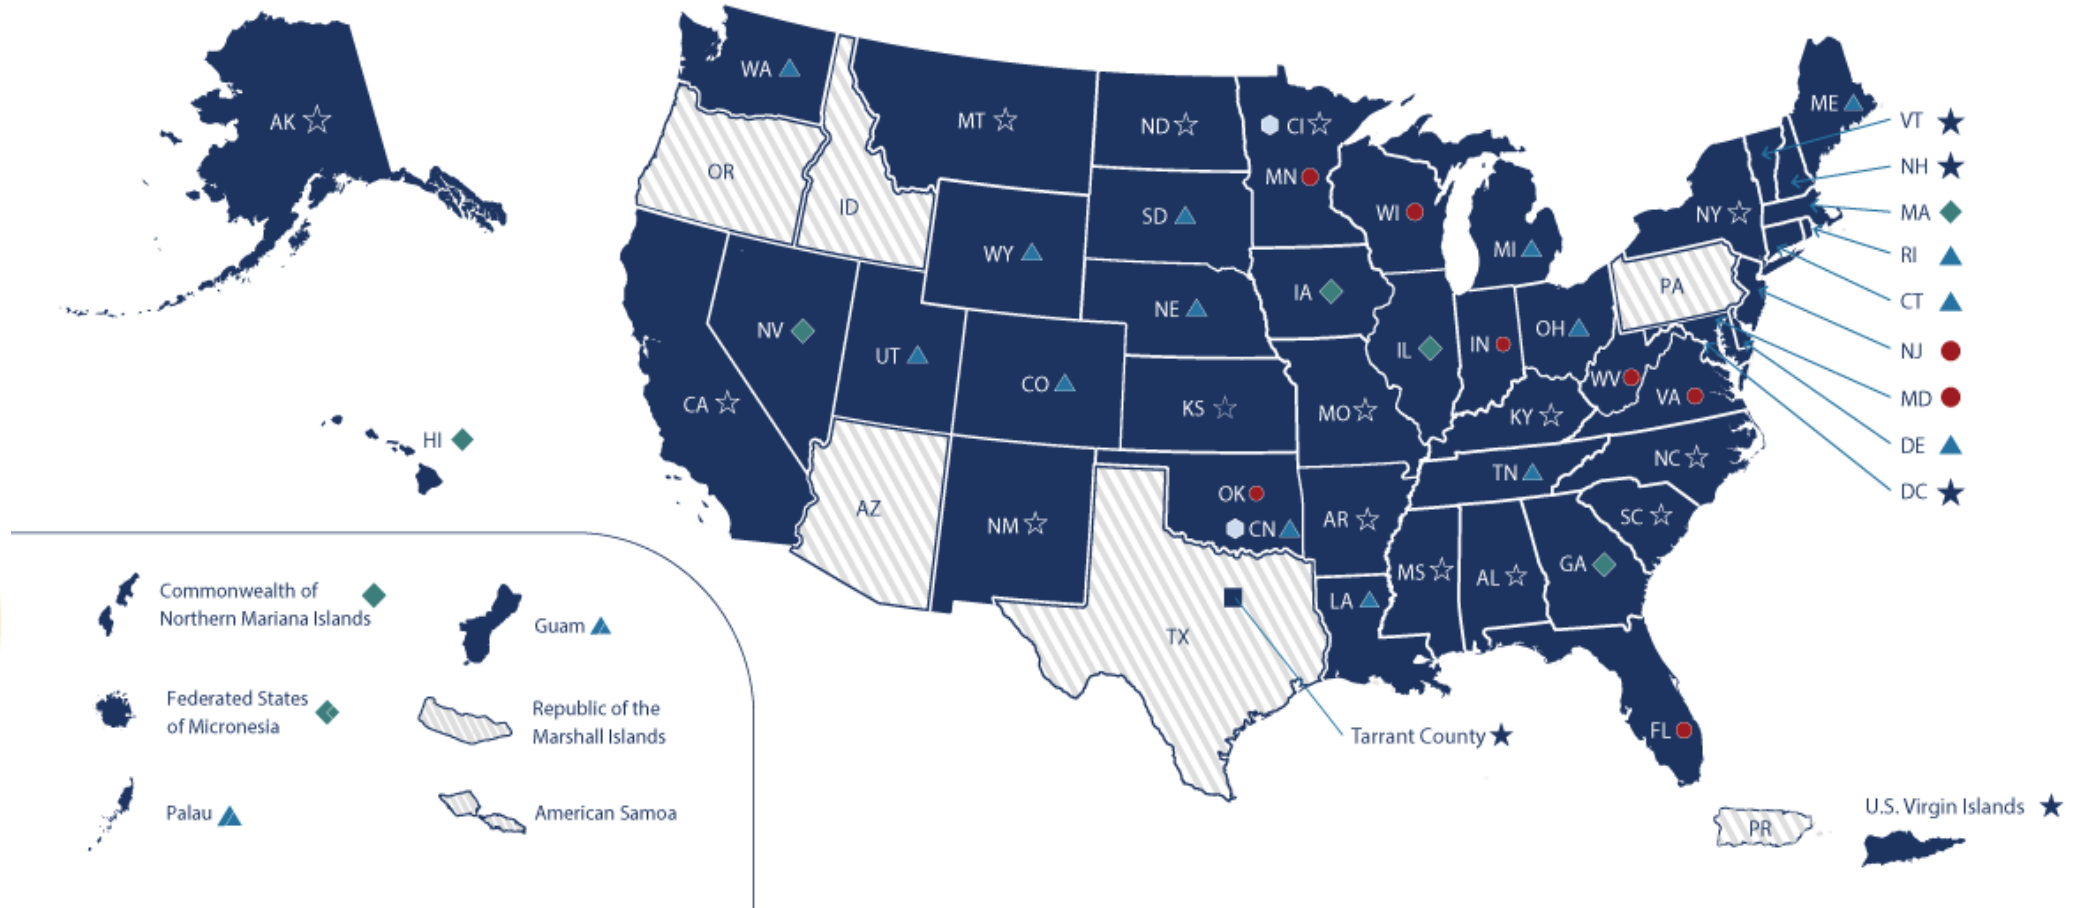 AK
WA
MT
ND
CI
MN
OR
ID
SD
WI
MI
NY
ME
VT
NH
MA
RI
CT
NJ
MD
DE
DC
WY
NE
IA
PA
NV
UT
CO
KS
IL
IN
OH
WV
VA
CA
MO
KY
HI
AZ
NM
OK
CN
AR
TN
NC
SC
MS
AL
GA
LA
TX
FL
Tarrant County
Commonwealth of
Northern Mariana Islands
Guam
Federated States
of Micronesia
Republic of the
Marshall Islands
Palau
American Samoa
PR
U.S. Virgin Islands